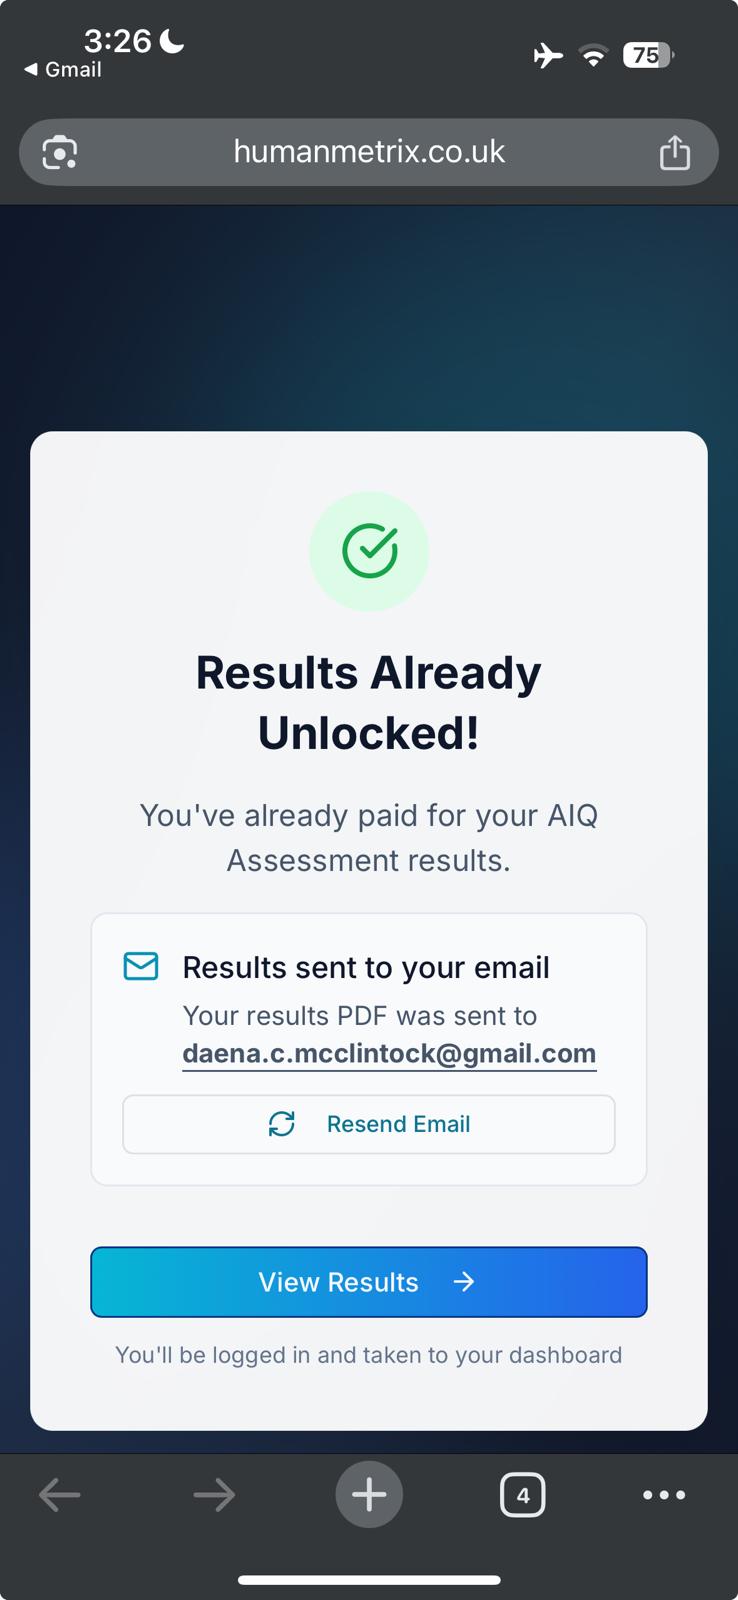 3:26
75
Gmail
humanmetrix.co.uk
Results Already
Unlocked!
You've already paid for your AIQ
Assessment results.
Results sent to your email
Your results PDF was sent to
daena.c.mcclintock@gmail.com
Resend Email
View Results
You'll be logged in and taken to your dashboard
4